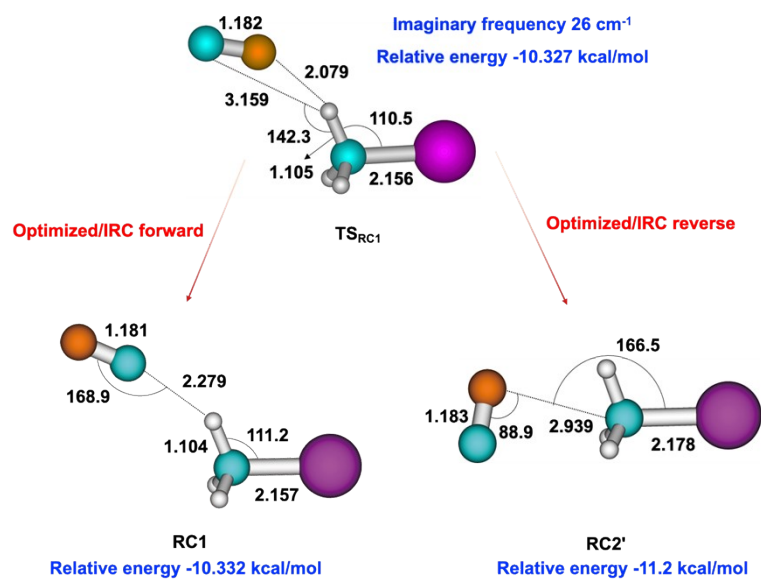 1.182
Imaginary frequency 26 cm⁻¹
Relative energy -10.327 kcal/mol
2.079
3.159
142.3
110.5
1.105
2.156
TS_RC1
Optimized/IRC forward
Optimized/IRC reverse
1.181
168.9
2.279
1.104
111.2
2.157
166.5
1.183
88.9
2.939
2.178
RC1
Relative energy -10.332 kcal/mol
RC2'
Relative energy -11.2 kcal/mol